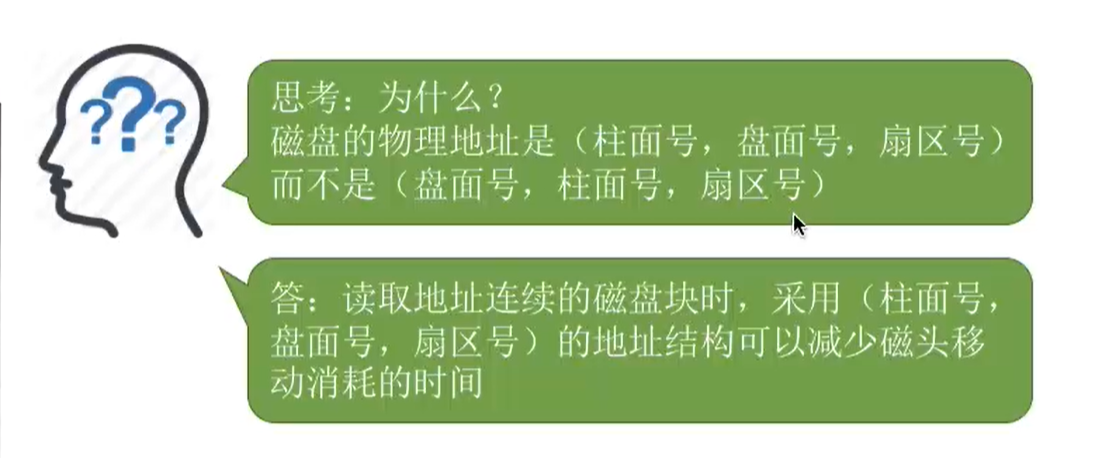 ???
思考：为什么？
磁盘的物理地址是（柱面号，盘面号，扇区号）
而不是（盘面号，柱面号，扇区号）
答：读取地址连续的磁盘块时，采用（柱面号，
盘面号，扇区号）的地址结构可以减少磁头移
动消耗的时间